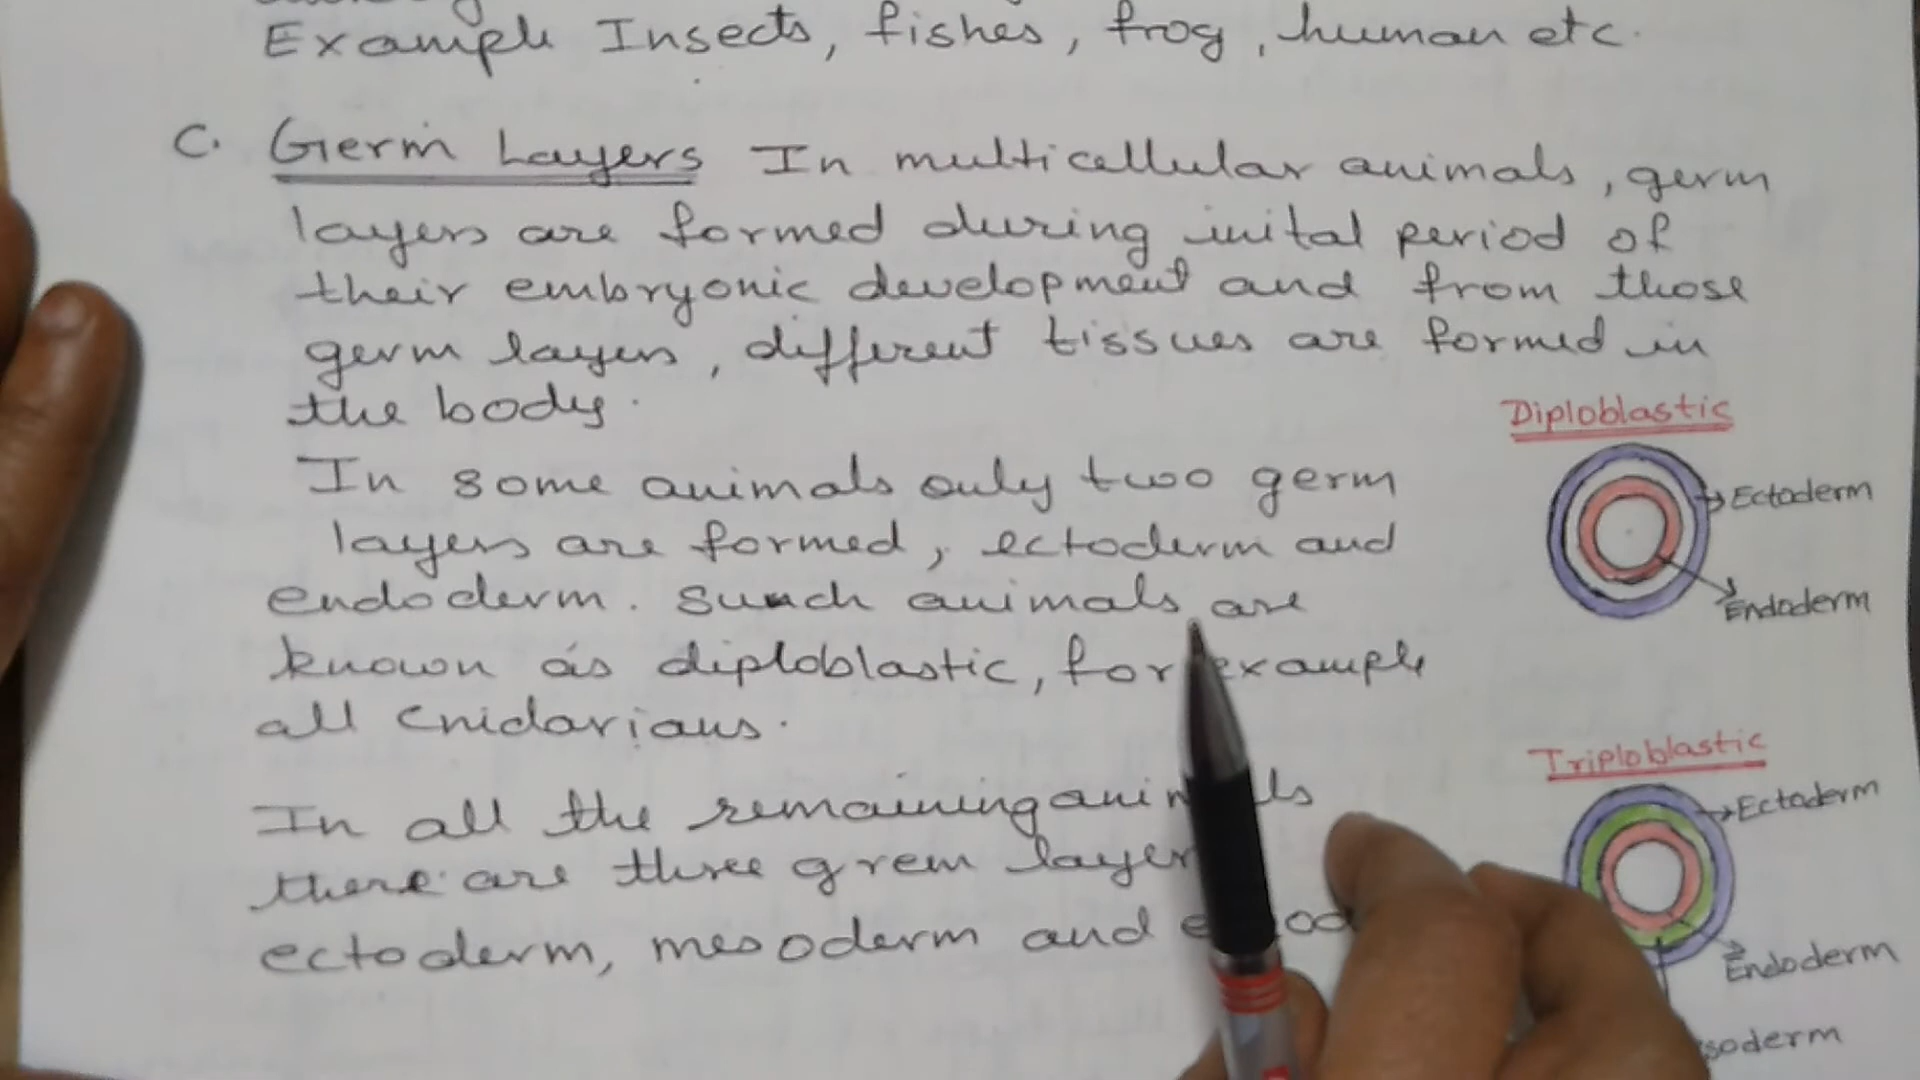 Example Insects, fishes, frog, human etc.
C. Germ Layers In multicellular animals, germ
layers are formed during inital period of
their embryonic development and from those
germ layers, different tissues are formed in
the body.
In some animals only two germ
layers are formed, ectoderm and
endoderm. Such animals are
known as diploblastic, for example
all Cnidarians.
Diploblastic
Ectoderm
Endoderm
In all the remaining animals
there are three grem layer
ectoderm, mesoderm and
Triploblastic
Ectoderm
Endoderm
soderm